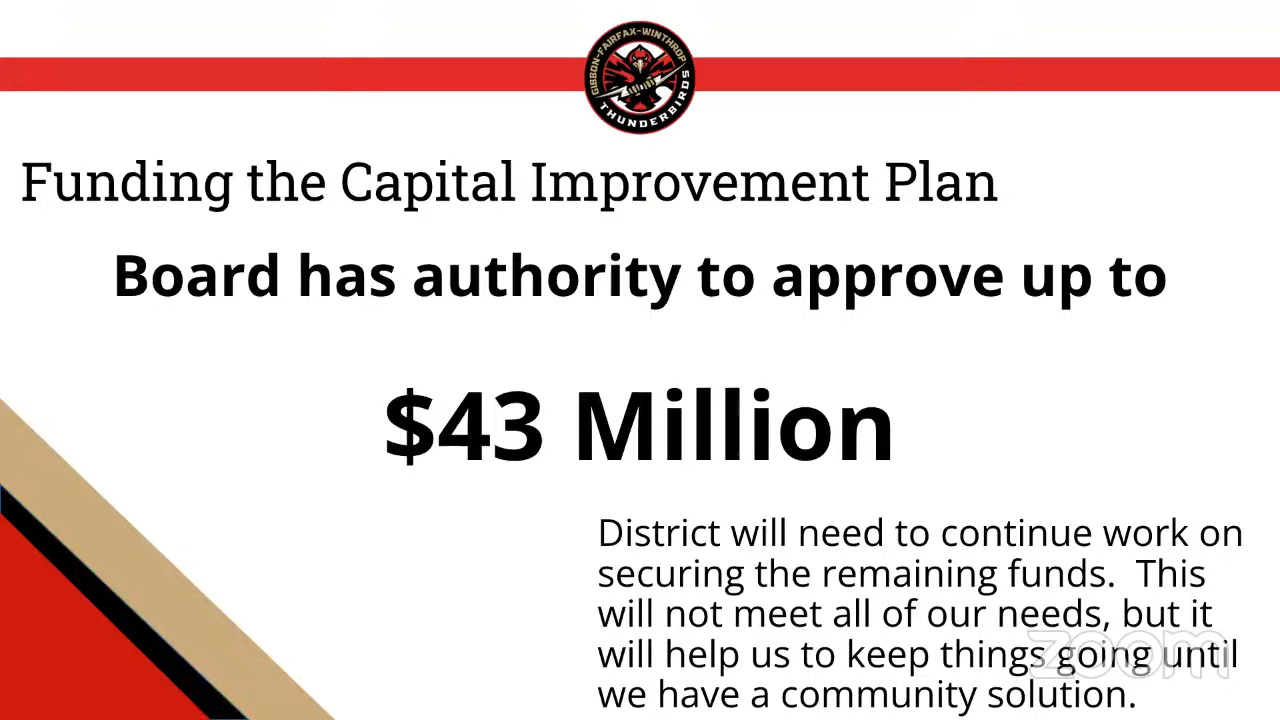 GIBBON-FAIRFAX-WINTHROP
THUNDERBIRDS
Funding the Capital Improvement Plan
Board has authority to approve up to
$43 Million
District will need to continue work on
securing the remaining funds.  This
will not meet all of our needs, but it
will help us to keep things going until
we have a community solution.
zoom